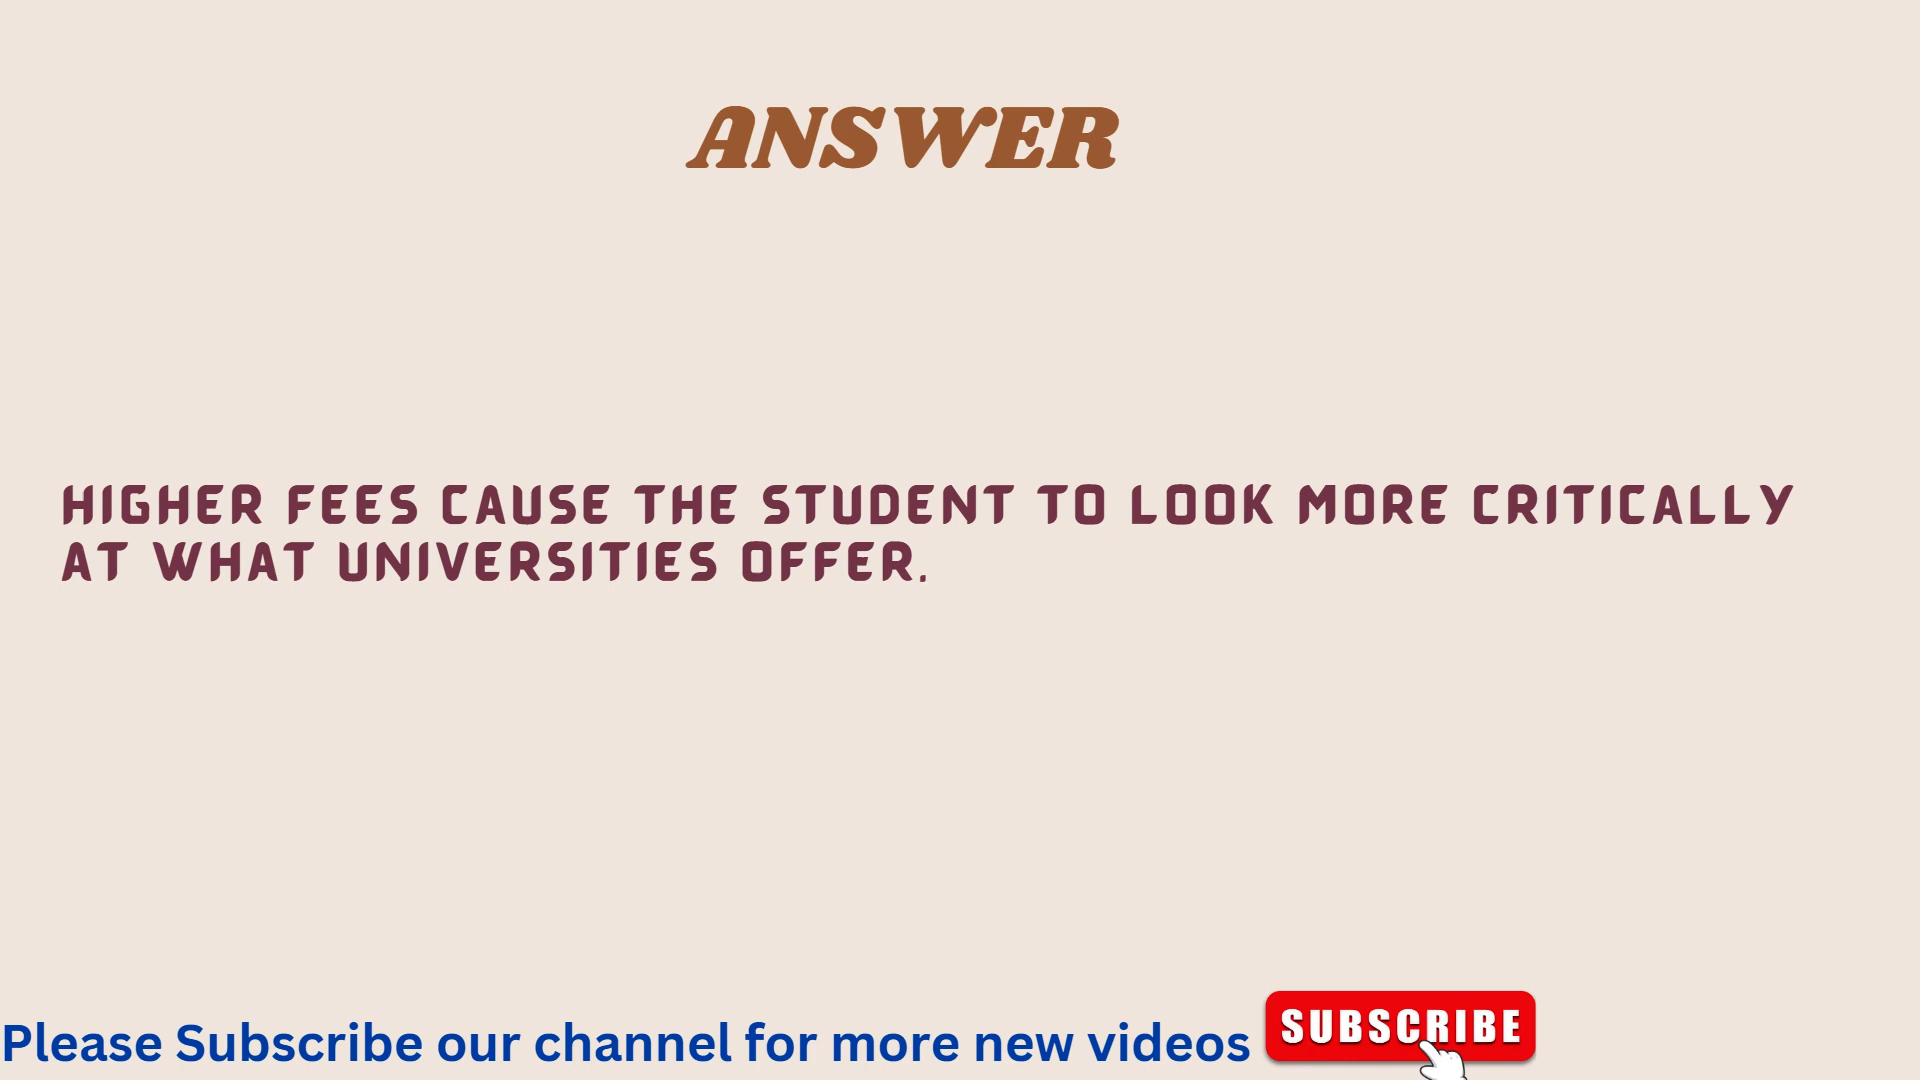 ANSWER
HIGHER FEES CAUSE THE STUDENT TO LOOK MORE CRITICALLY
AT WHAT UNIVERSITIES OFFER.
Please Subscribe our channel for more new videos
SUBSCRIBE